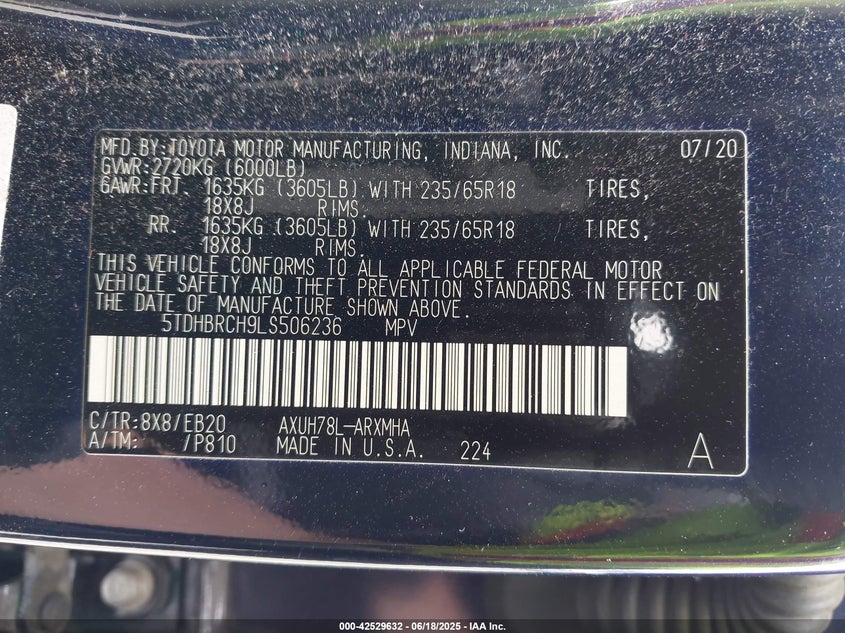 MFD.BY:TOYOTA MOTOR MANUFACTURING, INDIANA, INC. 07/20
GVWR:2720KG (6000LB)
GAWR:FRT. 1635KG (3605LB) WITH 235/65R18 TIRES,
18X8J RIMS.
RR. 1635KG (3605LB) WITH 235/65R18 TIRES,
18X8J RIMS.
THIS VEHICLE CONFORMS TO ALL APPLICABLE FEDERAL MOTOR
VEHICLE SAFETY AND THEFT PREVENTION STANDARDS IN EFFECT ON
THE DATE OF MANUFACTURE SHOWN ABOVE.
5TDHBRCH9LS506236 MPV
C/TR:8X8/EB20 AXUH78L-ARXMHA
A/TM: /P810 MADE IN U.S.A. 224 A
000-42529632 - 06/18/2025 - IAA Inc.